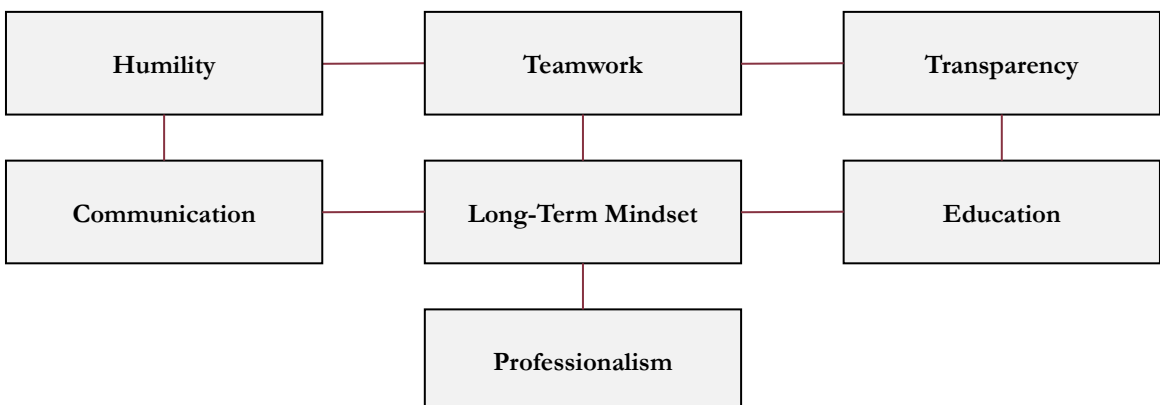 Humility
Teamwork
Transparency
Communication
Long-Term Mindset
Education
Professionalism